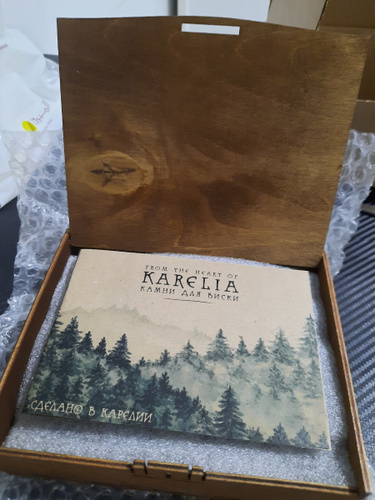 FROM THE HEART OF
KARELIA
КАМНИ ДЛЯ ВИСКИ
СДЕЛАНО В КАРЕЛИИ